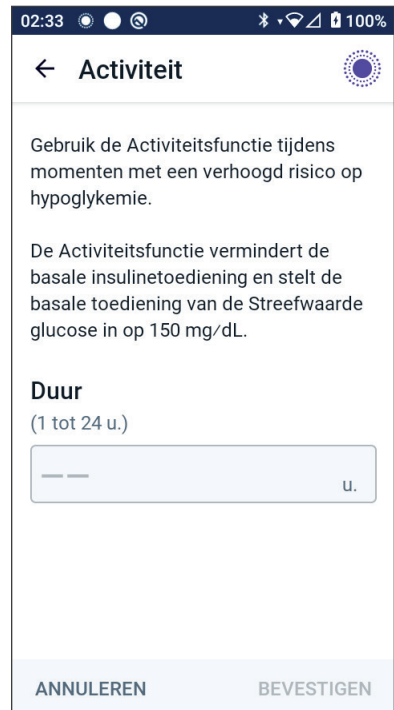 02:33 100%
Activiteit
Gebruik de Activiteitsfunctie tijdens
momenten met een verhoogd risico op
hypoglykemie.
De Activiteitsfunctie vermindert de
basale insulinetoediening en stelt de
basale toediening van de Streefwaarde
glucose in op 150 mg/dL.
Duur
(1 tot 24 u.)
— — u.
ANNULEREN BEVESTIGEN